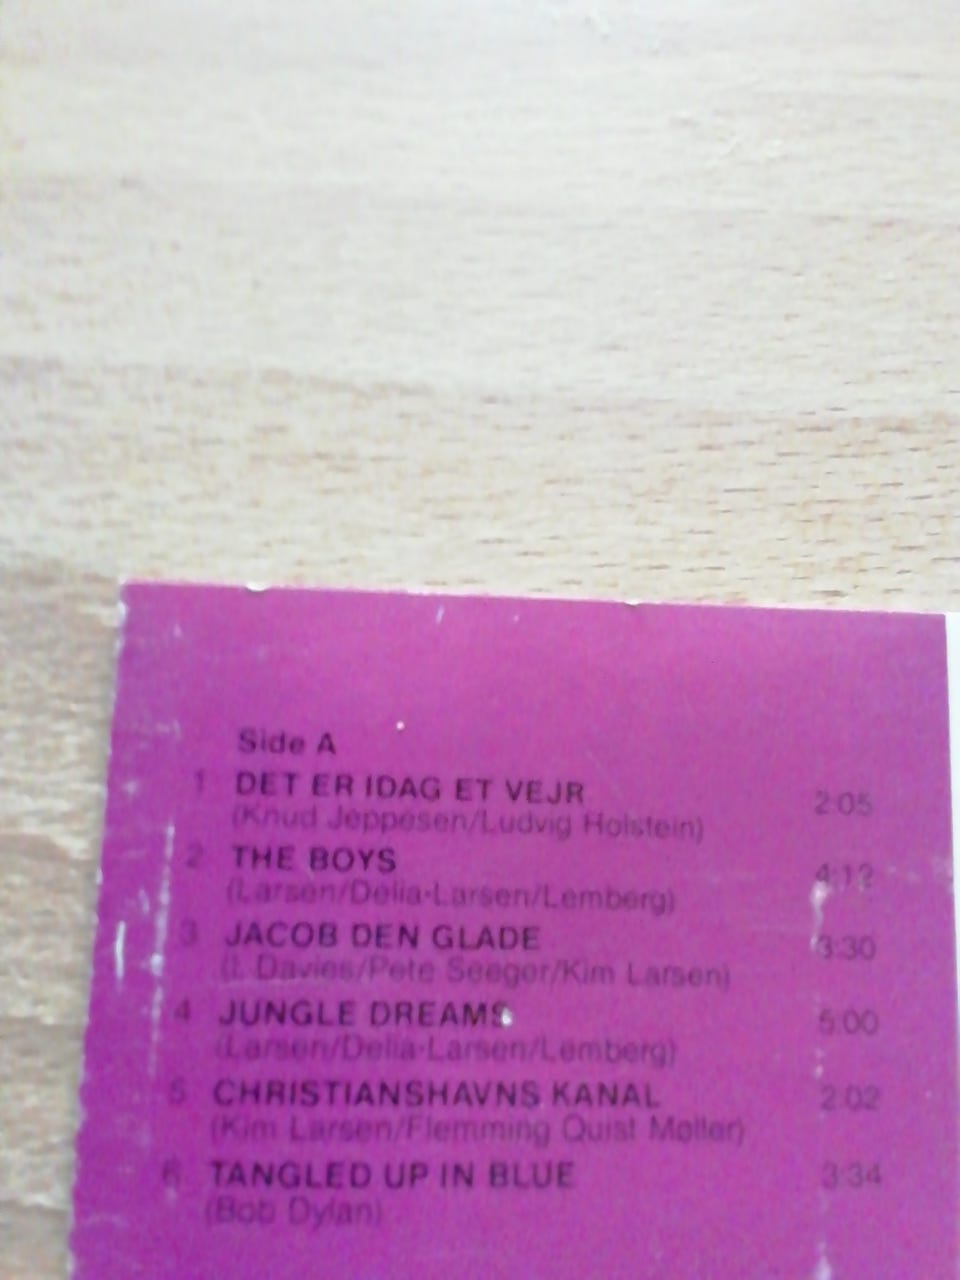 Side A
1 DET ER IDAG ET VEJR 2:05
(Knud Jeppesen/Ludvig Holstein)
2 THE BOYS 4:12
(Larsen/Delia-Larsen/Lemberg)
3 JACOB DEN GLADE 3:30
(I. Davies/Pete Seeger/Kim Larsen)
4 JUNGLE DREAMS 5:00
(Larsen/Delia-Larsen/Lemberg)
5 CHRISTIANSHAVNS KANAL 2:02
(Kim Larsen/Flemming Quist Møller)
6 TANGLED UP IN BLUE 3:34
(Bob Dylan)